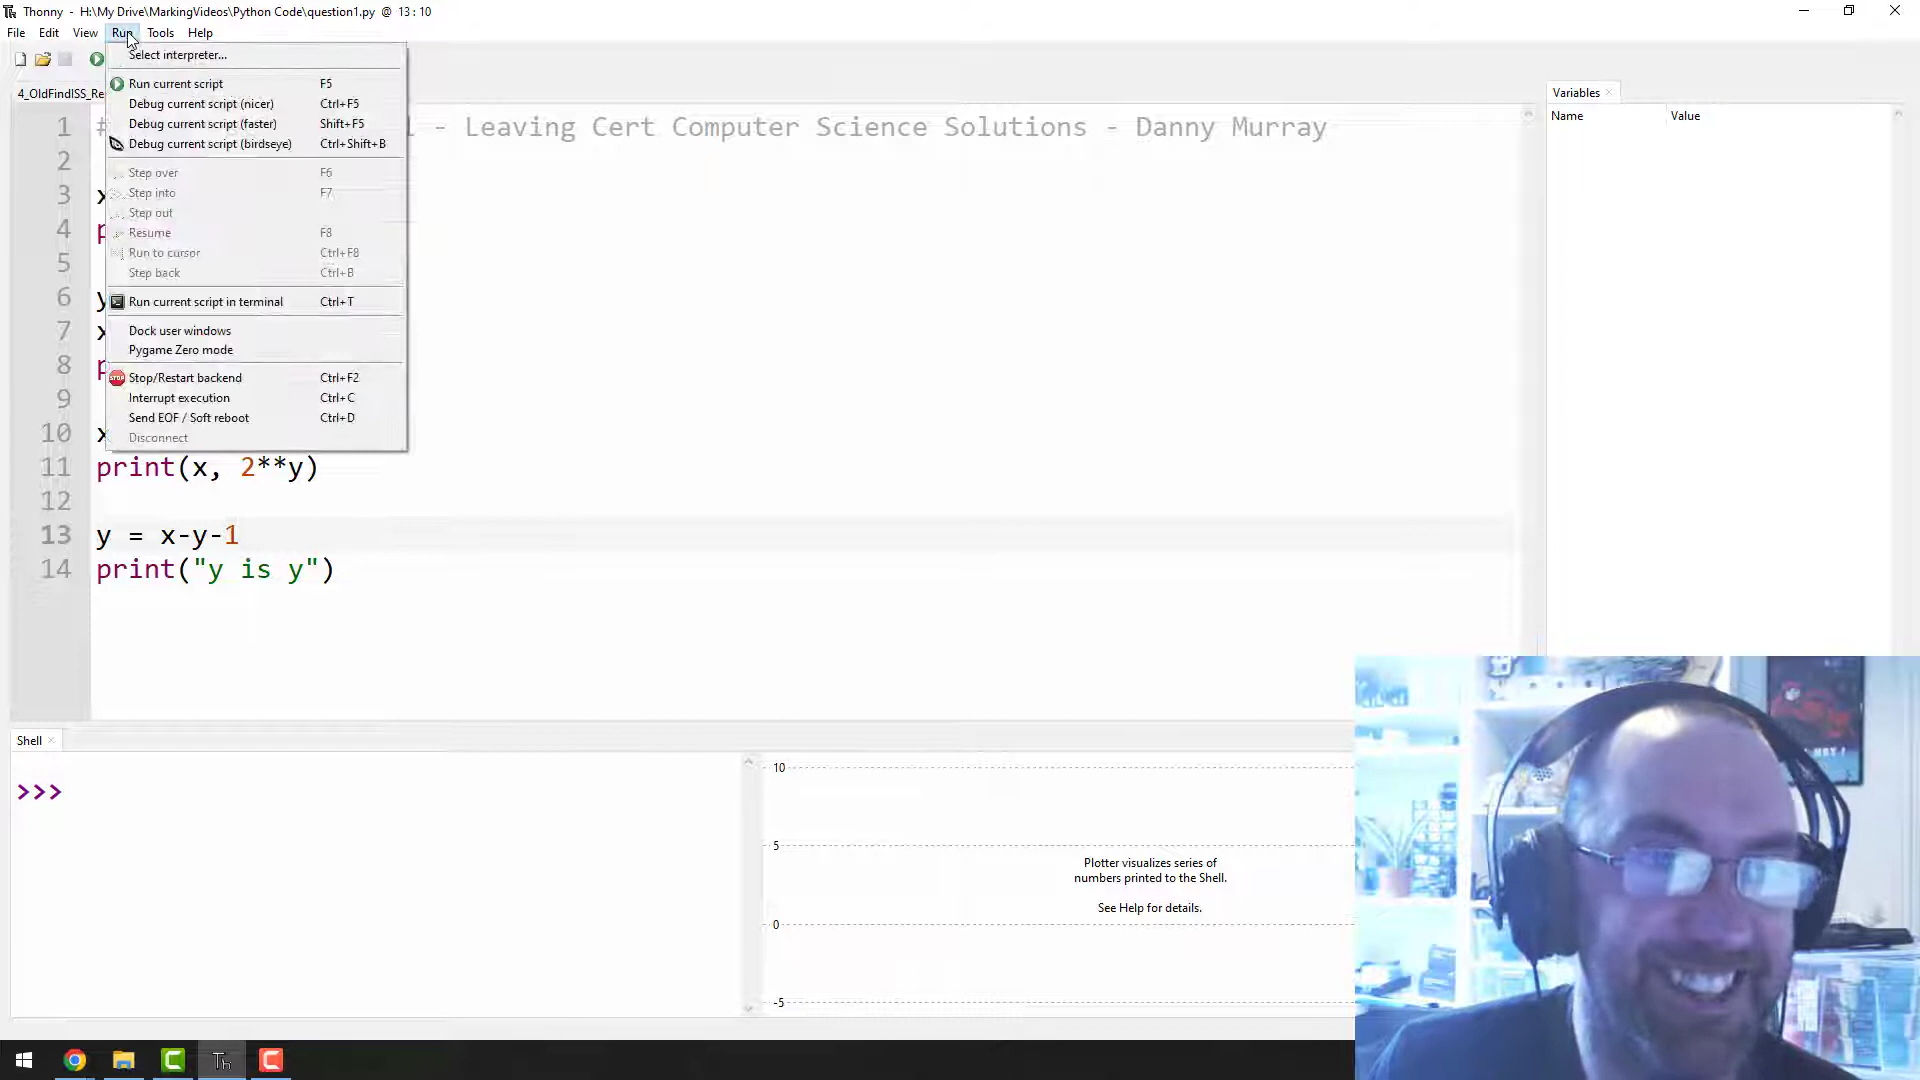 Thonny - H:\My Drive\MarkingVideos\Python Code\question1.py @ 13 : 10
File Edit View Run Tools Help
Select interpreter...
Run current script F5
4_OldFindISS_Re
Variables
Debug current script (nicer) Ctrl+F5
Name Value
Debug current script (faster) Shift+F5
1 # 1 - Leaving Cert Computer Science Solutions - Danny Murray
Debug current script (birdseye) Ctrl+Shift+B
2
Step over F6
3 x
Step into F7
Step out
4 p
Resume F8
Run to cursor Ctrl+F8
5
Step back Ctrl+B
6 y
Run current script in terminal Ctrl+T
7 x
Dock user windows
Pygame Zero mode
8 p
Stop/Restart backend Ctrl+F2
9
Interrupt execution Ctrl+C
Send EOF / Soft reboot Ctrl+D
10 x
Disconnect
11 print(x, 2**y)
12
13 y = x-y-1
14 print("y is y")
Shell
>>>
10
5
0
-5
Plotter visualizes series of
numbers printed to the Shell.
See Help for details.
Th